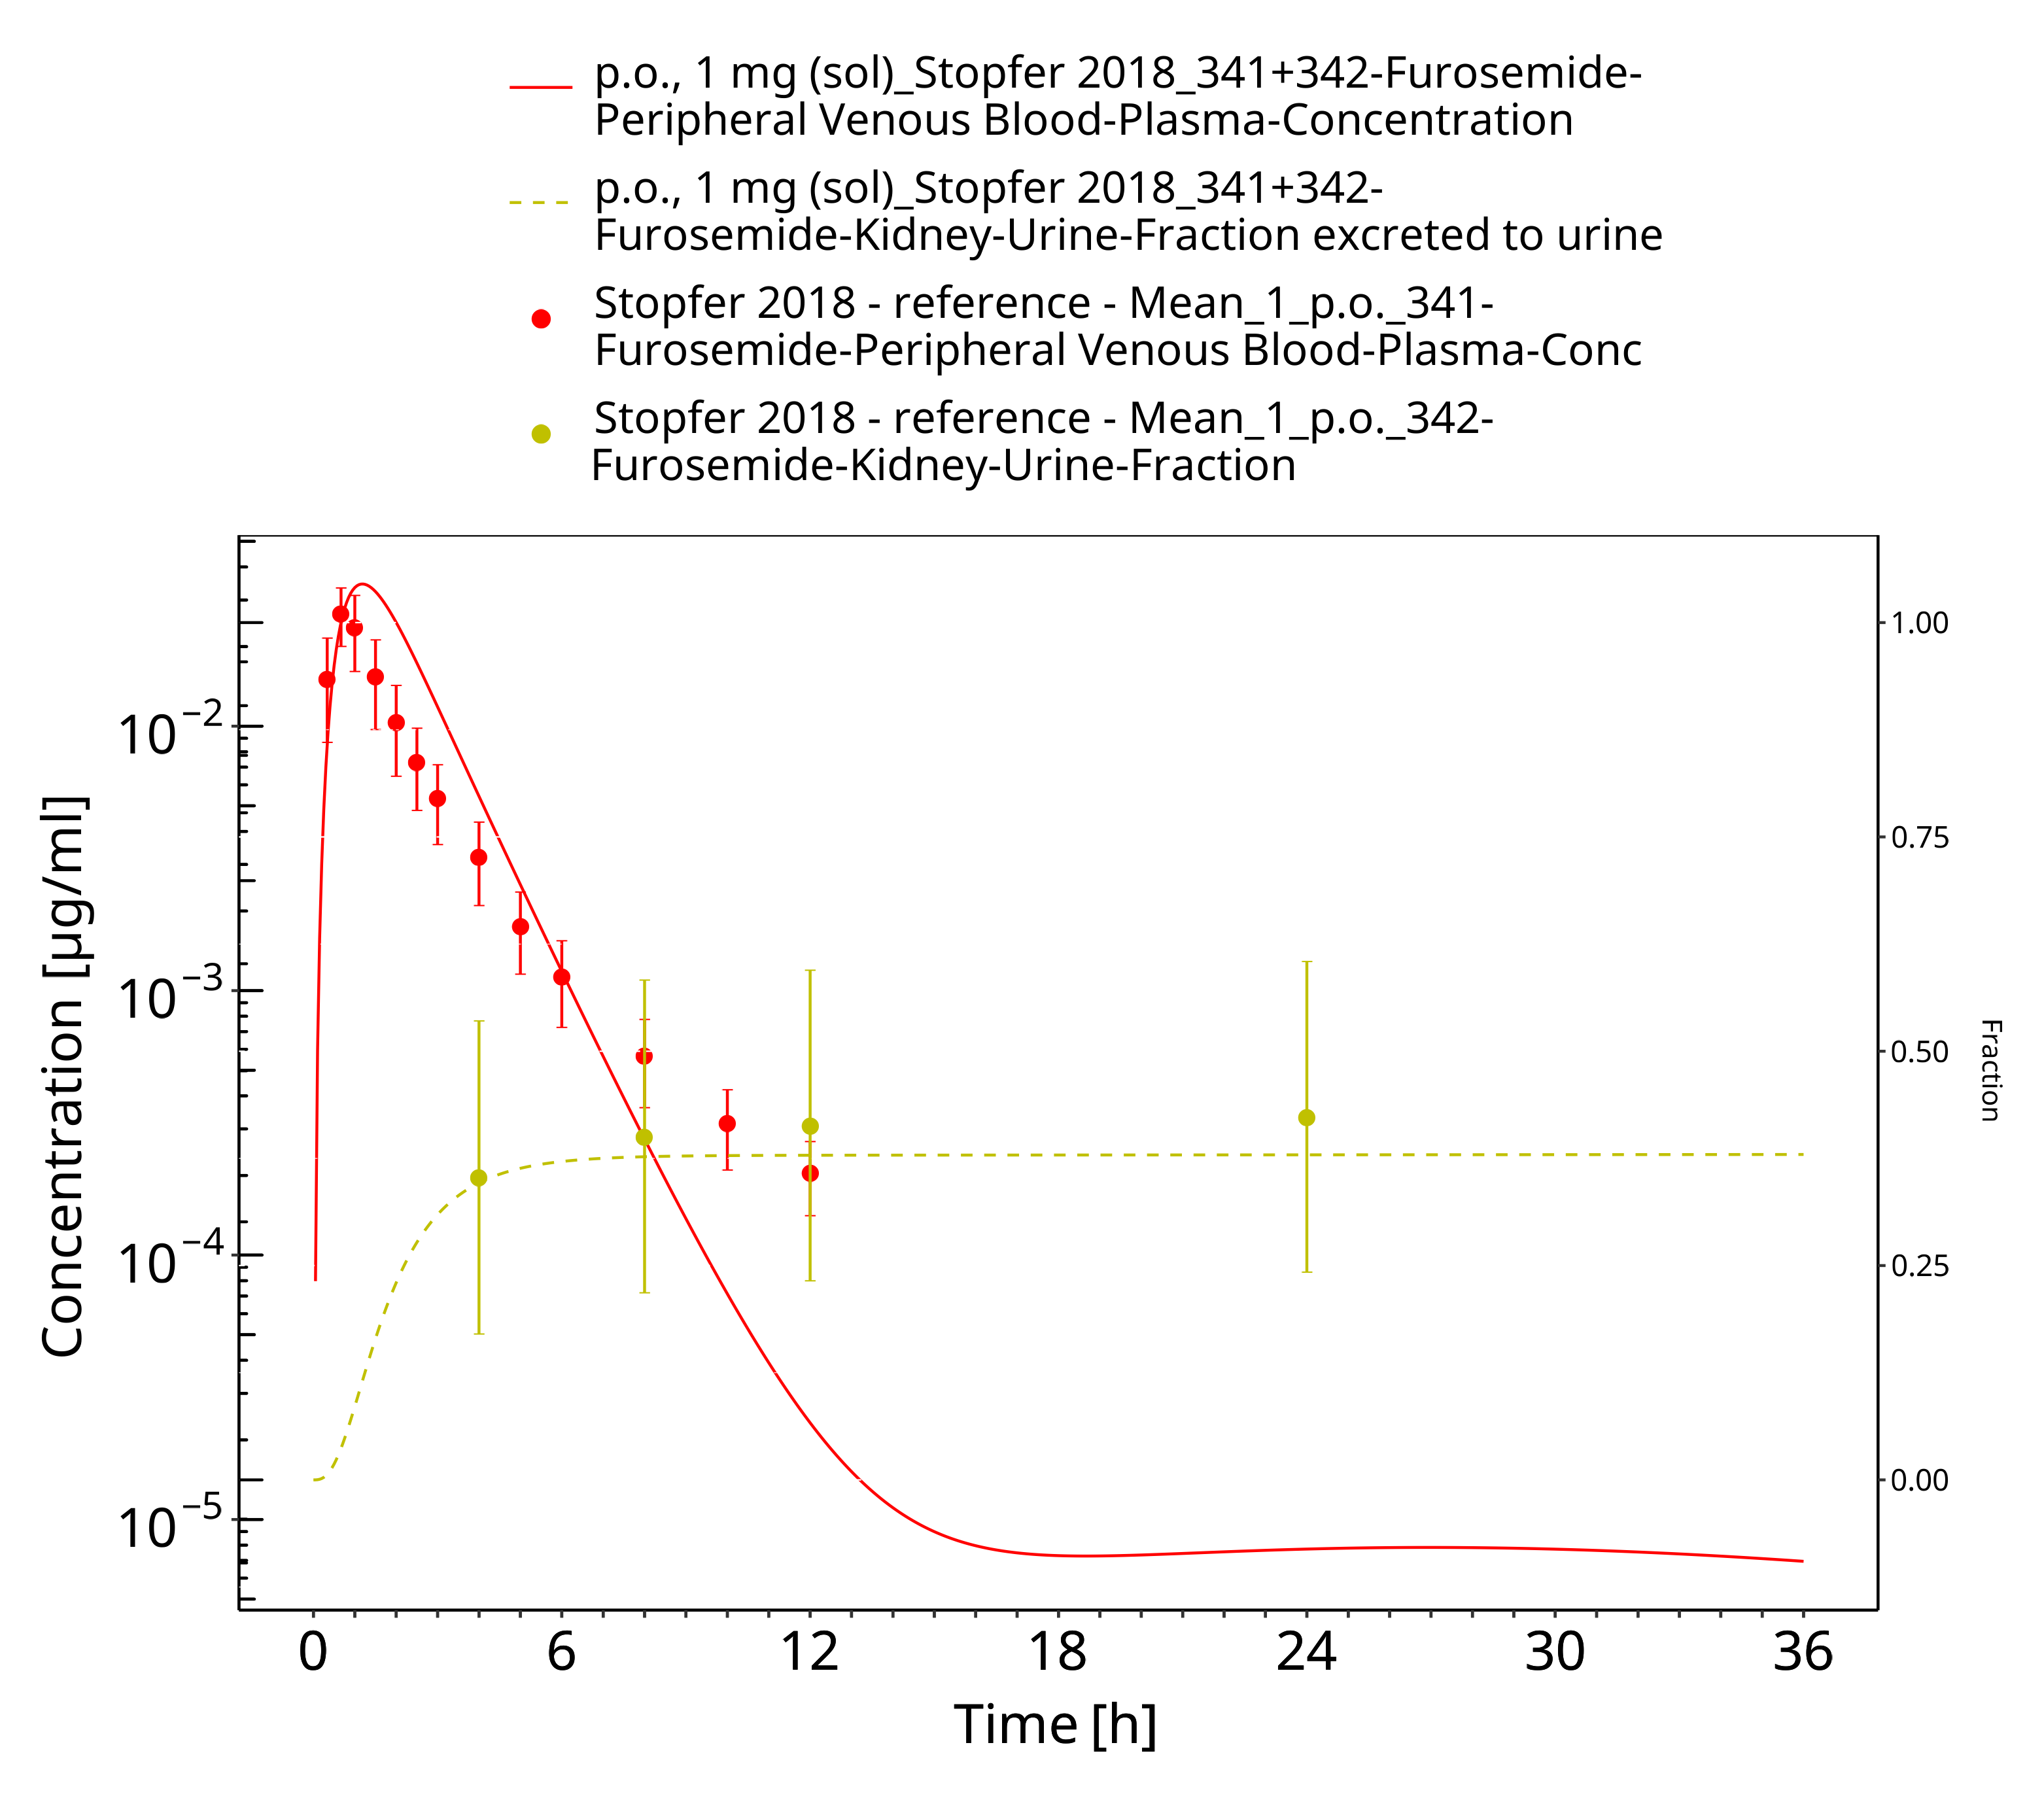 p.o., 1 mg (sol)_Stopfer 2018_341+342-Furosemide-
Peripheral Venous Blood-Plasma-Concentration
p.o., 1 mg (sol)_Stopfer 2018_341+342-
Furosemide-Kidney-Urine-Fraction excreted to urine
Stopfer 2018 - reference - Mean_1_p.o._341-
Furosemide-Peripheral Venous Blood-Plasma-Conc
Stopfer 2018 - reference - Mean_1_p.o._342-
Furosemide-Kidney-Urine-Fraction
Concentration [µg/ml]
10⁻²
10⁻³
10⁻⁴
10⁻⁵
1.00
0.75
0.50
0.25
0.00
Fraction
0 6 12 18 24 30 36
Time [h]